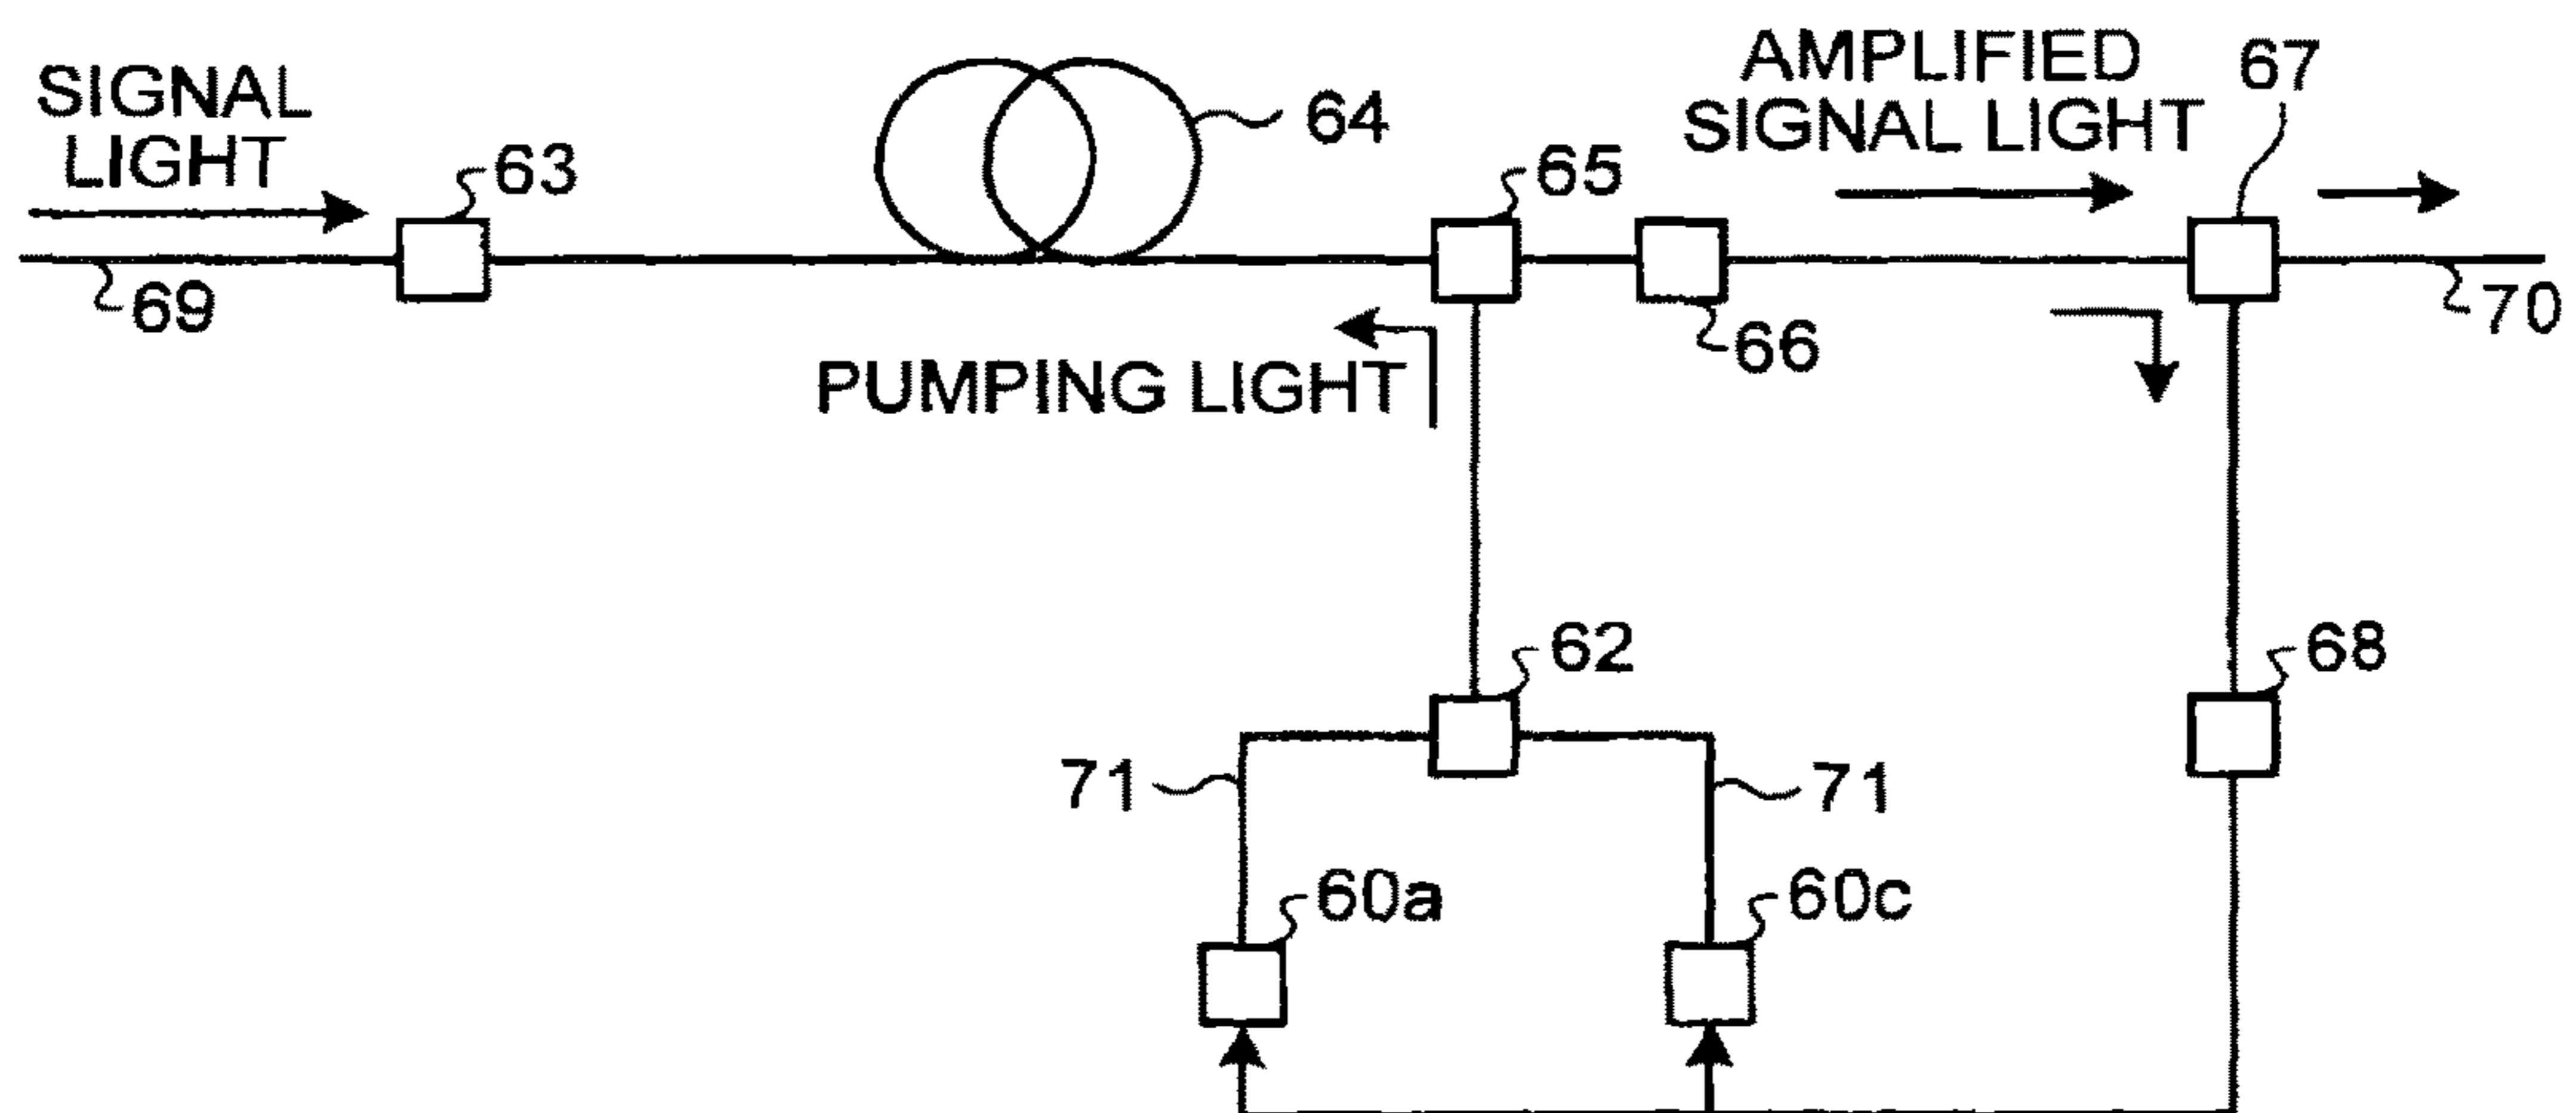 SIGNAL
LIGHT
63
69
64
AMPLIFIED
SIGNAL LIGHT
67
65
66
70
PUMPING LIGHT
62
68
71
71
60a
60c